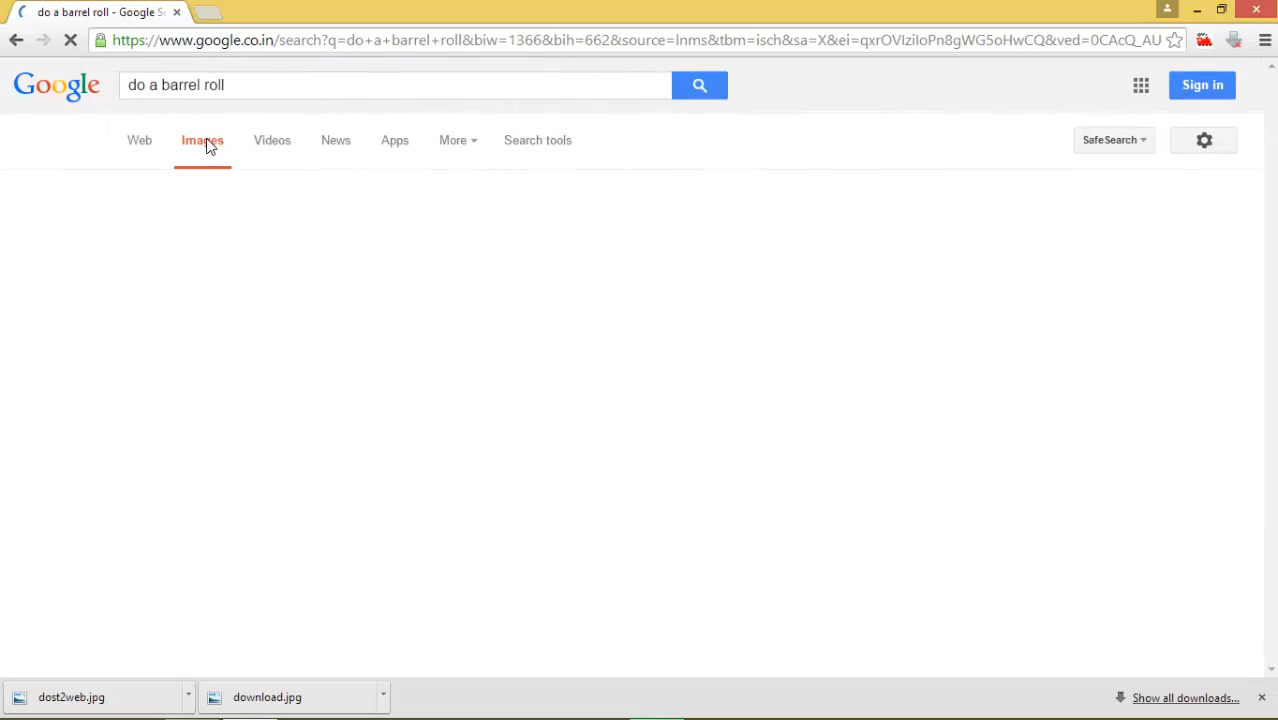 do a barrel roll - Google S
https://www.google.co.in/search?q=do+a+barrel+roll&biw=1366&bih=662&source=lnms&tbm=isch&sa=X&ei=qxrOVIziloPn8gWG5oHwCQ&ved=0CAcQ_AU
Google do a barrel roll Sign in
Web Images Videos News Apps More Search tools SafeSearch
dost2web.jpg download.jpg Show all downloads...